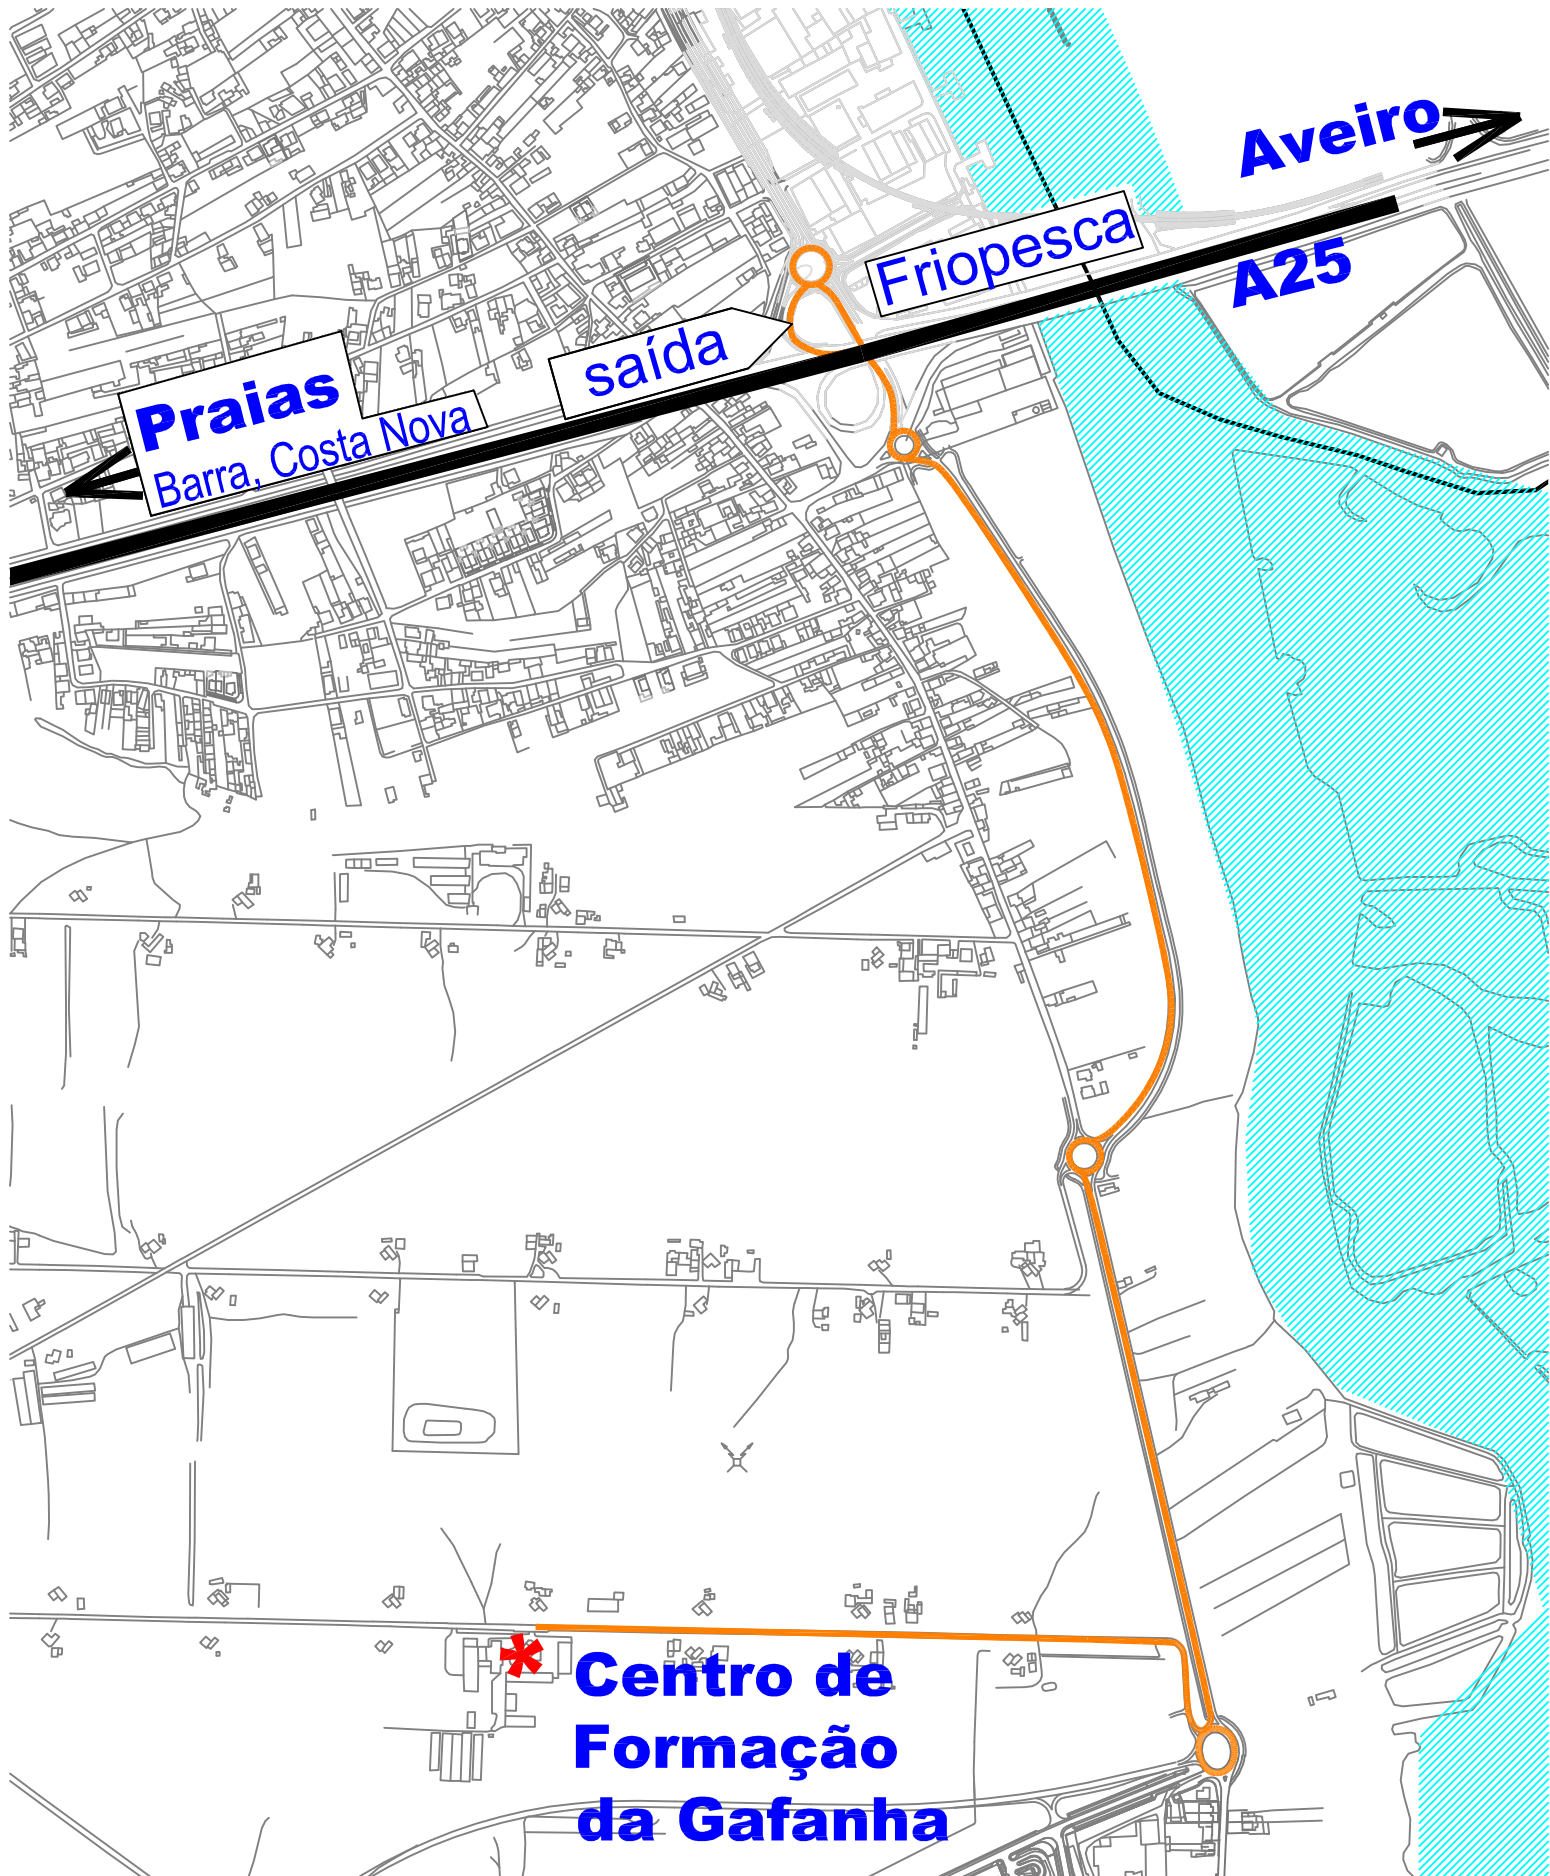 Aveiro
Friopesca
A25
saída
Praias
Barra, Costa Nova
Centro de
Formação
da Gafanha